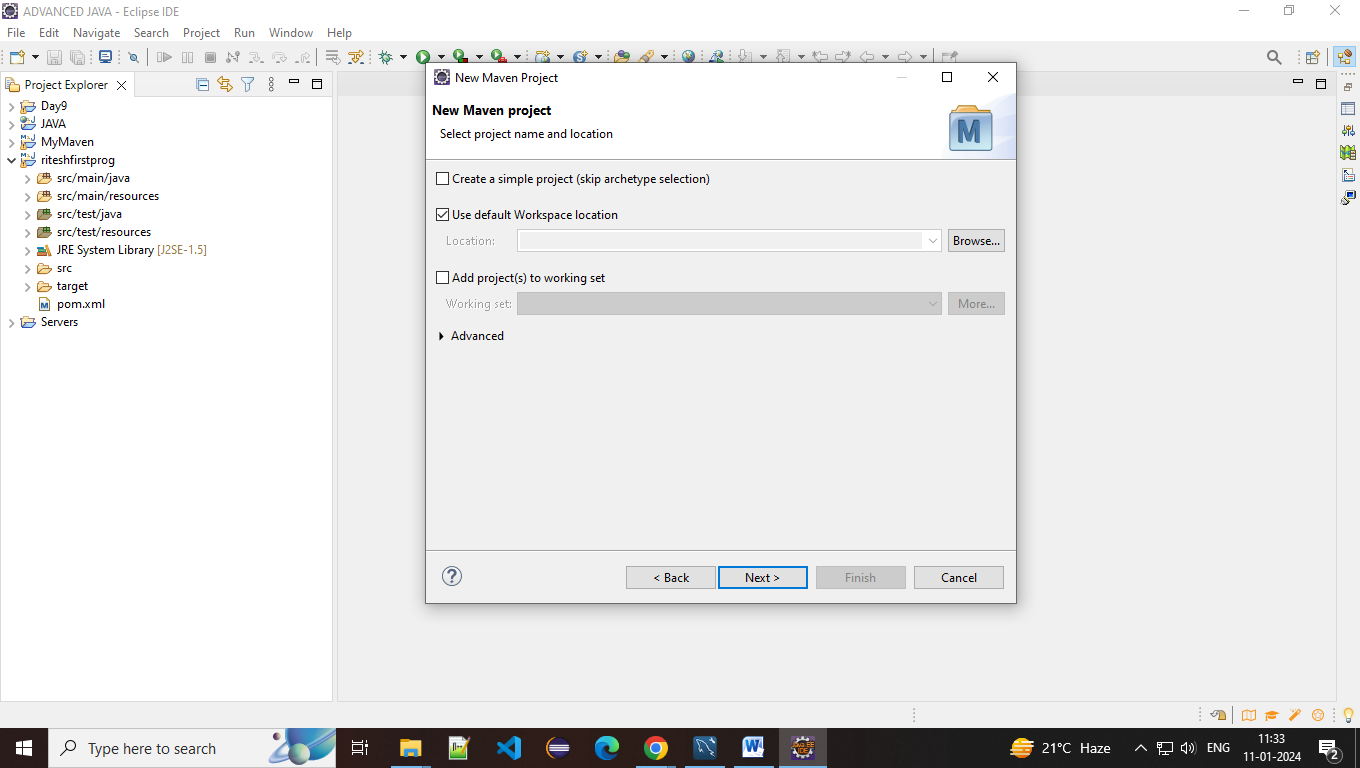 ADVANCED JAVA - Eclipse IDE
File Edit Navigate Search Project Run Window Help
Project Explorer
Day9
JAVA
MyMaven
riteshfirstprog
src/main/java
src/main/resources
src/test/java
src/test/resources
JRE System Library [J2SE-1.5]
src
target
pom.xml
Servers
New Maven Project
New Maven project
Select project name and location
M
Create a simple project (skip archetype selection)
Use default Workspace location
Location:
Browse...
Add project(s) to working set
Working set:
More...
Advanced
?
< Back
Next >
Finish
Cancel
Type here to search
21°C Haze
ENG
11:33
11-01-2024
2